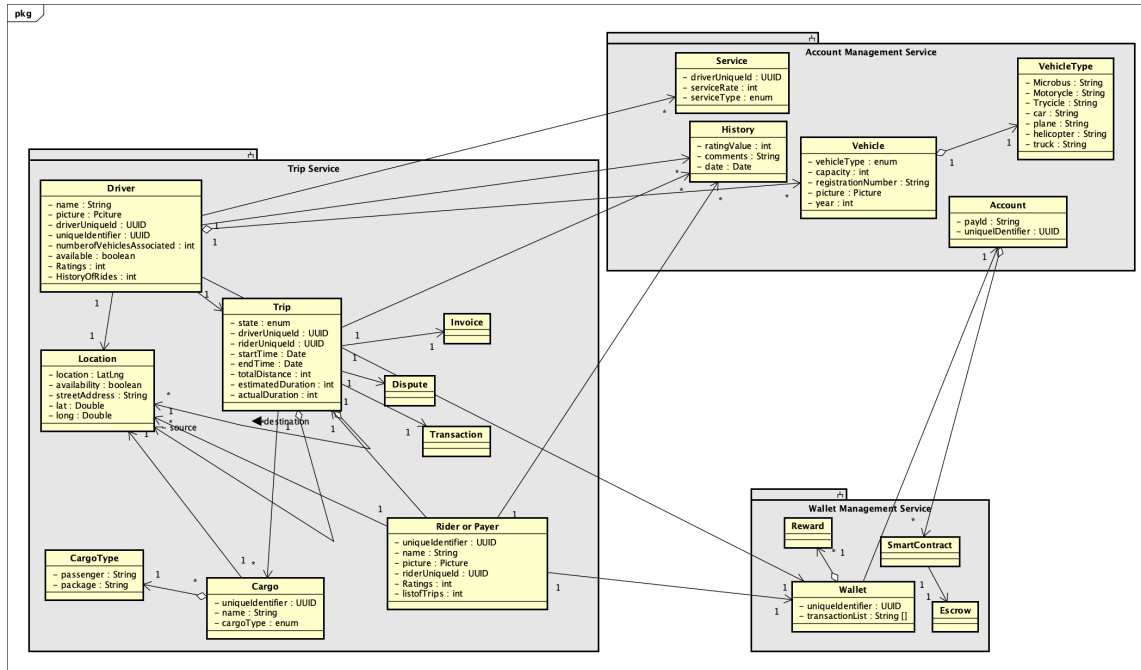 pkg
Account Management Service
Service
- driverUniqueId : UUID
- serviceRate : int
- serviceType : enum
VehicleType
- Microbus : String
- Motorycle : String
- Trycicle : String
- car : String
- plane : String
- helicopter : String
- truck : String
History
- ratingValue : int
- comments : String
- date : Date
Vehicle
- vehicleType : enum
- capacity : int
- registrationNumber : String
- picture : Picture
- year : int
Account
- payId : String
- uniqueIDentifier : UUID
Trip Service
Driver
- name : String
- picture : Pciture
- driverUniqueId : UUID
- uniqueIdentifier : UUID
- numberofVehiclesAssociated : int
- available : boolean
- Ratings : int
- HistoryOfRides : int
Trip
- state : enum
- driverUniqueId : UUID
- riderUniqueId : UUID
- startTime : Date
- endTime : Date
- totalDistance : int
- estimatedDuration : int
- actualDuration : int
Invoice
Location
- location : LatLng
- availability : boolean
- streetAddress : String
- lat : Double
- long : Double
Dispute
destination
- source
Transaction
Rider or Payer
- uniqueIdentifier : UUID
- name : String
- picture : Picture
- riderUniqueId : UUID
- Ratings : int
- listofTrips : int
CargoType
- passenger : String
- package : String
Cargo
- uniqueIdentifier : UUID
- name : String
- cargoType : enum
Wallet Management Service
Reward
SmartContract
Wallet
- uniqueIdentifier : UUID
- transactionList : String []
Escrow